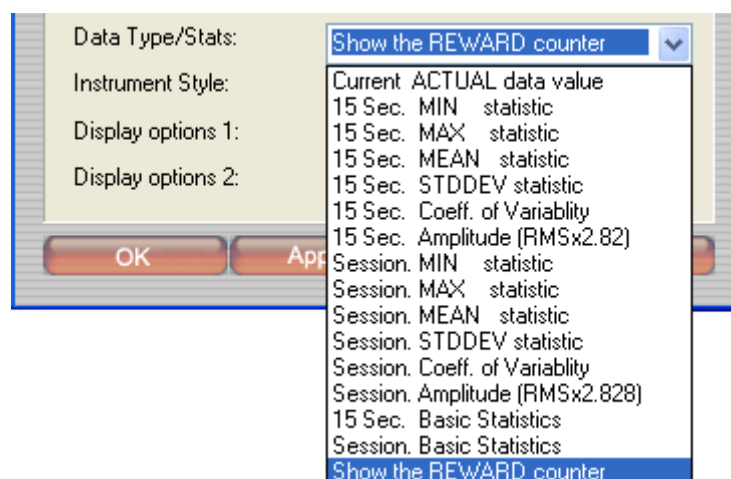 Data Type/Stats: Show the REWARD counter
Instrument Style:
Display options 1:
Display options 2:
Current ACTUAL data value
15 Sec. MIN statistic
15 Sec. MAX statistic
15 Sec. MEAN statistic
15 Sec. STDDEV statistic
15 Sec. Coeff. of Variablity
15 Sec. Amplitude (RMSx2.82)
Session. MIN statistic
Session. MAX statistic
Session. MEAN statistic
Session. STDDEV statistic
Session. Coeff. of Variablity
Session. Amplitude (RMSx2.828)
15 Sec. Basic Statistics
Session. Basic Statistics
Show the REWARD counter
OK